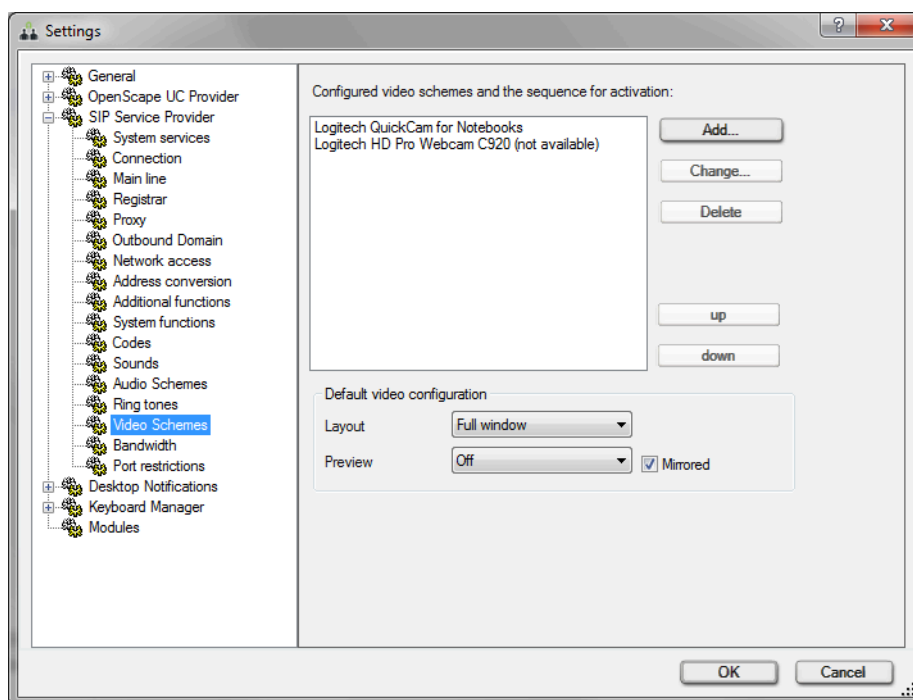 Settings
General
OpenScape UC Provider
SIP Service Provider
System services
Connection
Main line
Registrar
Proxy
Outbound Domain
Network access
Address conversion
Additional functions
System functions
Codes
Sounds
Audio Schemes
Ring tones
Video Schemes
Bandwidth
Port restrictions
Desktop Notifications
Keyboard Manager
Modules
Configured video schemes and the sequence for activation:
Logitech QuickCam for Notebooks
Logitech HD Pro Webcam C920 (not available)
Add...
Change...
Delete
up
down
Default video configuration
Layout
Full window
Preview
Off
Mirrored
OK
Cancel